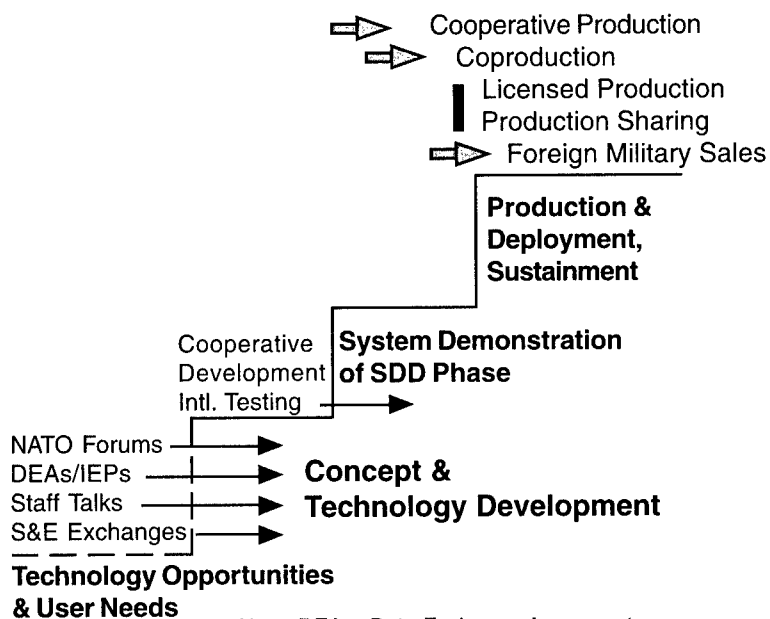 Cooperative Production
Coproduction
Licensed Production
Production Sharing
Foreign Military Sales
Production &
Deployment,
Sustainment
Cooperative
Development
Intl. Testing
System Demonstration
of SDD Phase
NATO Forums
DEAs/IEPs
Staff Talks
S&E Exchanges
Concept &
Technology Development
Technology Opportunities
& User Needs